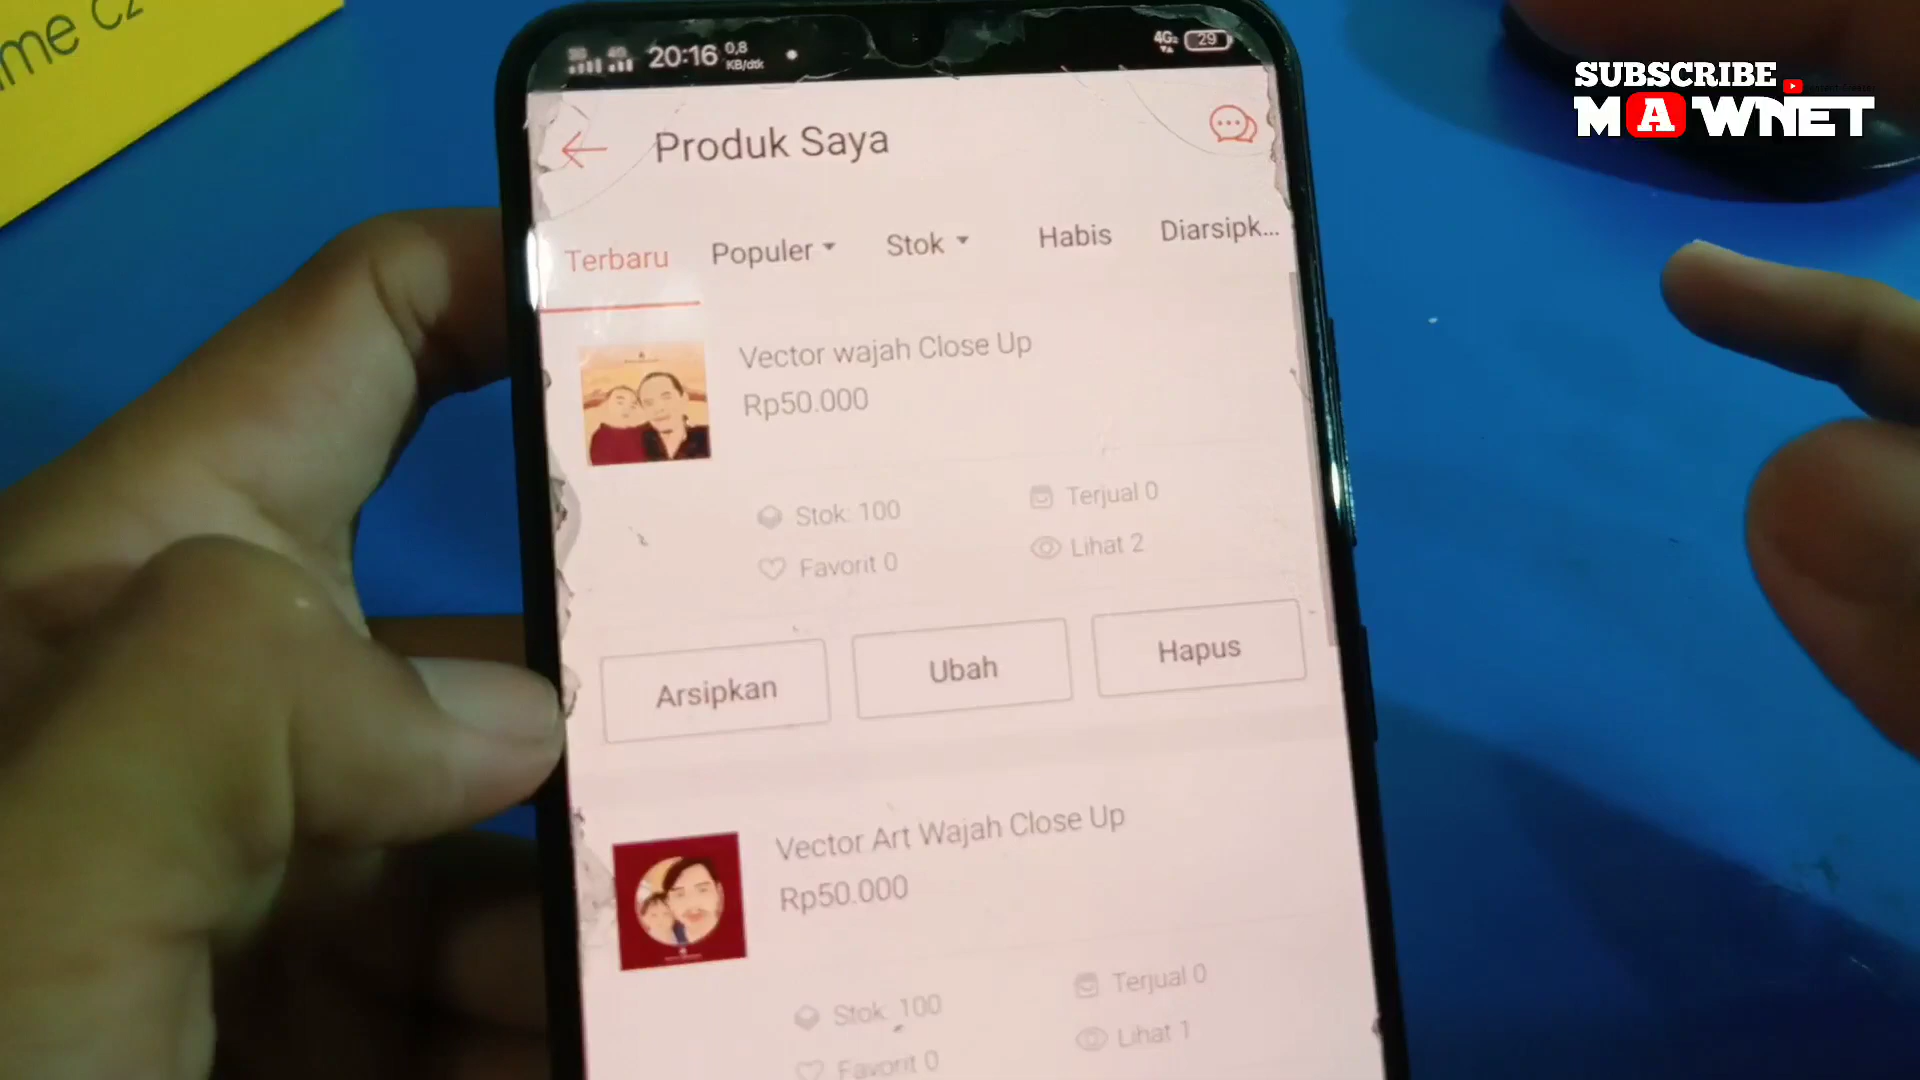 me C2
20:16 0,8 KB/dtk
4G 29
SUBSCRIBE
MAWNET
Produk Saya
Terbaru Populer Stok Habis Diarsipk...
Vector wajah Close Up
Rp50.000
Stok: 100 Terjual 0
Favorit 0 Lihat 2
Arsipkan Ubah Hapus
Vector Art Wajah Close Up
Rp50.000
Stok: 100 Terjual 0
Favorit 0 Lihat 1